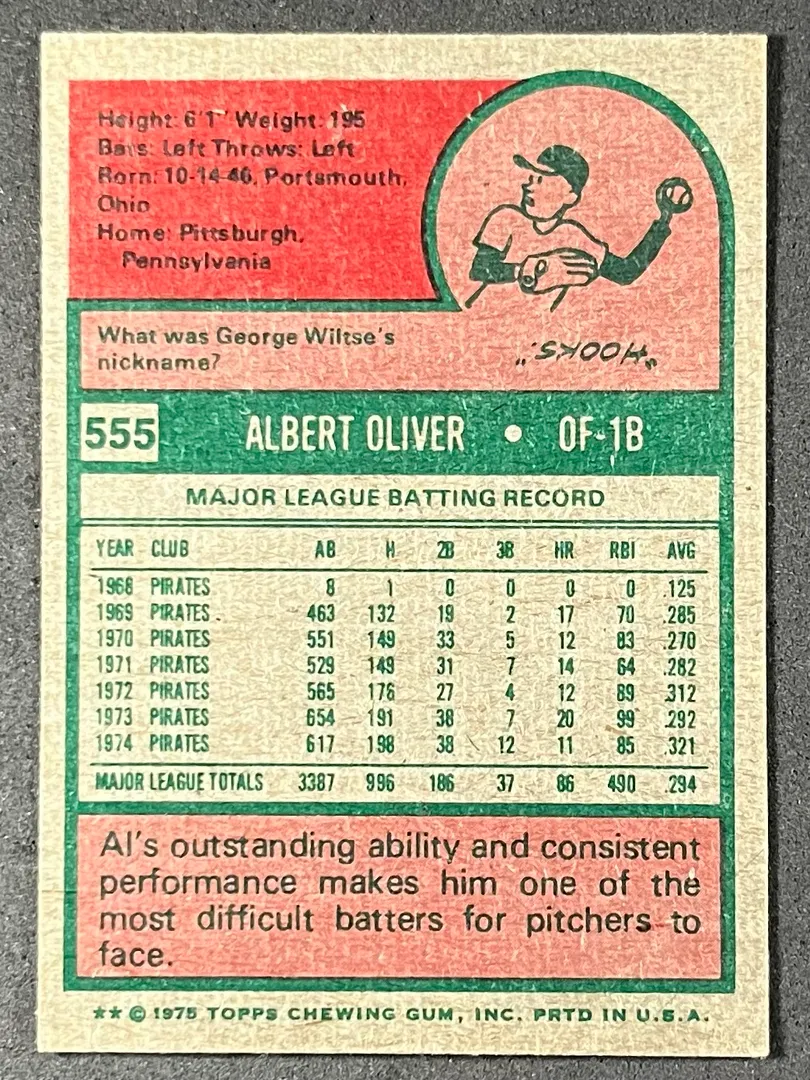 Height: 6'1" Weight: 195
Bats: Left Throws: Left
Born: 10-14-46, Portsmouth,
Ohio
Home: Pittsburgh,
Pennsylvania
What was George Wiltse's
nickname?
"HOOKS."
555 ALBERT OLIVER • OF-1B
MAJOR LEAGUE BATTING RECORD
YEAR CLUB AB H 2B 3B HR RBI AVG
1968 PIRATES 8 1 0 0 0 0 .125
1969 PIRATES 463 132 19 2 17 70 .285
1970 PIRATES 551 149 33 5 12 83 .270
1971 PIRATES 529 149 31 7 14 64 .282
1972 PIRATES 565 176 27 4 12 89 .312
1973 PIRATES 654 191 38 7 20 99 .292
1974 PIRATES 617 198 38 12 11 85 .321
MAJOR LEAGUE TOTALS 3387 996 186 37 86 490 .294
Al's outstanding ability and consistent
performance makes him one of the
most difficult batters for pitchers to
face.
** © 1975 TOPPS CHEWING GUM, INC. PRTD IN U.S.A.